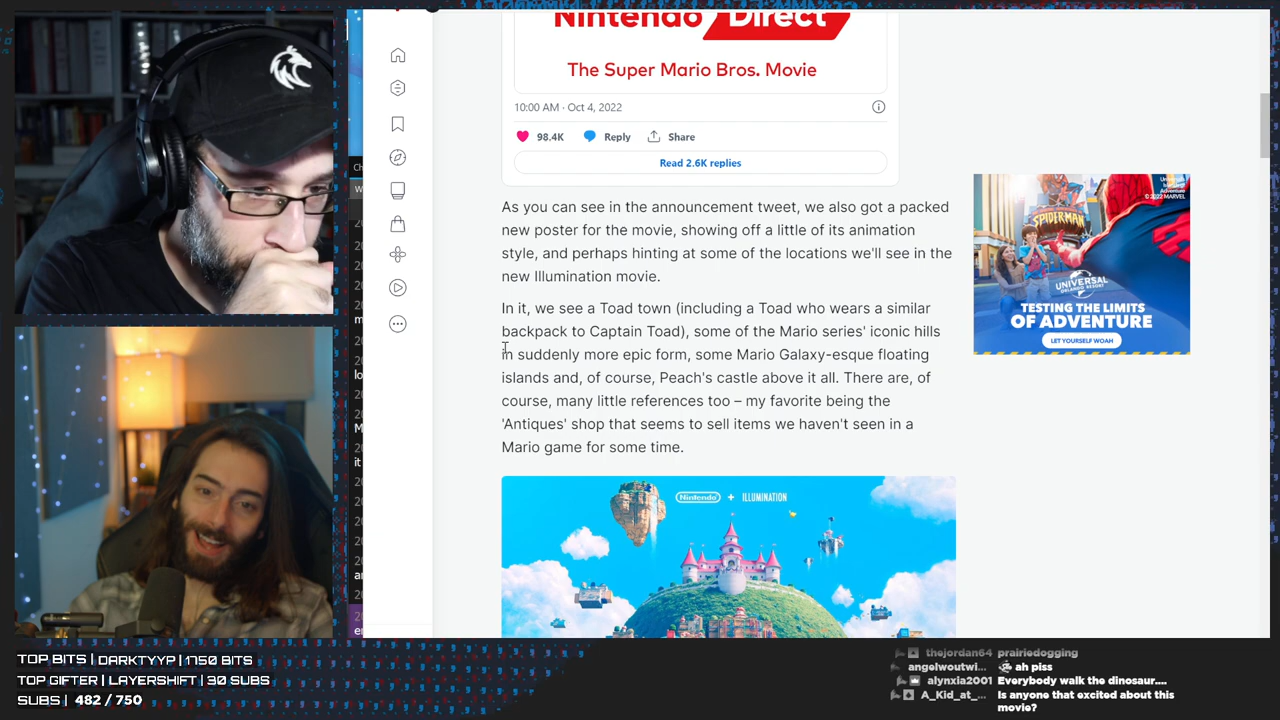 Nintendo Direct
The Super Mario Bros. Movie
10:00 AM · Oct 4, 2022
98.4K Reply Share
Read 2.6K replies
As you can see in the announcement tweet, we also got a packed
new poster for the movie, showing off a little of its animation
style, and perhaps hinting at some of the locations we'll see in the
new Illumination movie.
In it, we see a Toad town (including a Toad who wears a similar
backpack to Captain Toad), some of the Mario series' iconic hills
in suddenly more epic form, some Mario Galaxy-esque floating
islands and, of course, Peach's castle above it all. There are, of
course, many little references too – my favorite being the
'Antiques' shop that seems to sell items we haven't seen in a
Mario game for some time.
Nintendo + ILLUMINATION
© 2022 MARVEL
SPIDER-MAN
UNIVERSAL
ORLANDO RESORT
TESTING THE LIMITS
OF ADVENTURE
LET YOURSELF WOAH
TOP BITS | DARKTYYP | 1750 BITS
TOP GIFTER | LAYERSHIFT | 30 SUBS
SUBS | 482 / 750
thejordan64 prairiedogging
angelwoutwi... ah piss
alynxia2001 Everybody walk the dinosaur....
A_Kid_at_... Is anyone that excited about this
movie?